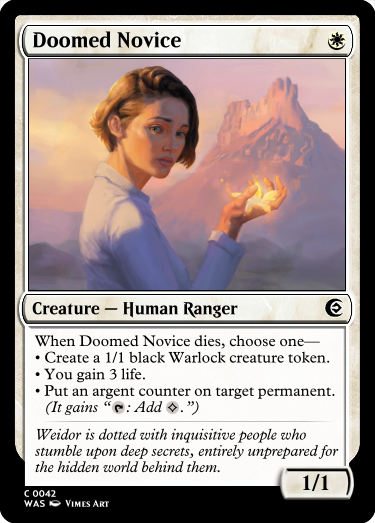 Doomed Novice
Creature — Human Ranger
When Doomed Novice dies, choose one—
• Create a 1/1 black Warlock creature token.
• You gain 3 life.
• Put an argent counter on target permanent.
(It gains “: Add .”)
Weidor is dotted with inquisitive people who
stumble upon deep secrets, entirely unprepared for
the hidden world behind them.
1/1
C 0042
WAS Vimes Art